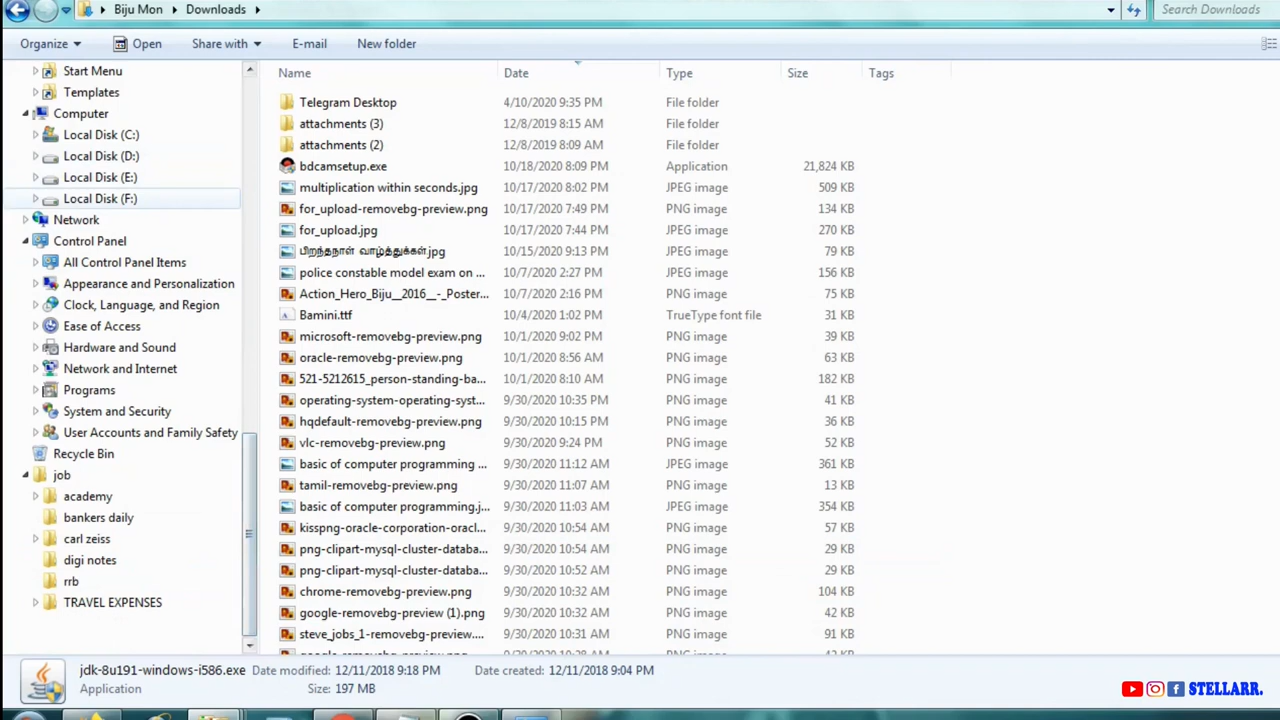 Biju Mon Downloads Search Downloads
Organize Open Share with E-mail New folder
Start Menu
Templates
Computer
Local Disk (C:)
Local Disk (D:)
Local Disk (E:)
Local Disk (F:)
Network
Control Panel
All Control Panel Items
Appearance and Personalization
Clock, Language, and Region
Ease of Access
Hardware and Sound
Network and Internet
Programs
System and Security
User Accounts and Family Safety
Recycle Bin
job
academy
bankers daily
carl zeiss
digi notes
rrb
TRAVEL EXPENSES
Name Date Type Size Tags
Telegram Desktop 4/10/2020 9:35 PM File folder
attachments (3) 12/8/2019 8:15 AM File folder
attachments (2) 12/8/2019 8:09 AM File folder
bdcamsetup.exe 10/18/2020 8:09 PM Application 21,824 KB
multiplication within seconds.jpg 10/17/2020 8:02 PM JPEG image 509 KB
for_upload-removebg-preview.png 10/17/2020 7:49 PM PNG image 134 KB
for_upload.jpg 10/17/2020 7:44 PM JPEG image 270 KB
பிறந்தநாள் வாழ்த்துக்கள்.jpg 10/15/2020 9:13 PM JPEG image 79 KB
police constable model exam on ... 10/7/2020 2:27 PM JPEG image 156 KB
Action_Hero_Biju__2016__-_Poster... 10/7/2020 2:16 PM PNG image 75 KB
Bamini.ttf 10/4/2020 1:02 PM TrueType font file 31 KB
microsoft-removebg-preview.png 10/1/2020 9:02 PM PNG image 39 KB
oracle-removebg-preview.png 10/1/2020 8:56 AM PNG image 63 KB
521-5212615_person-standing-ba... 10/1/2020 8:10 AM PNG image 182 KB
operating-system-operating-syst... 9/30/2020 10:35 PM PNG image 41 KB
hqdefault-removebg-preview.png 9/30/2020 10:15 PM PNG image 36 KB
vlc-removebg-preview.png 9/30/2020 9:24 PM PNG image 52 KB
basic of computer programming ... 9/30/2020 11:12 AM JPEG image 361 KB
tamil-removebg-preview.png 9/30/2020 11:07 AM PNG image 13 KB
basic of computer programming.j... 9/30/2020 11:03 AM JPEG image 354 KB
kisspng-oracle-corporation-oracl... 9/30/2020 10:54 AM PNG image 57 KB
png-clipart-mysql-cluster-databa... 9/30/2020 10:54 AM PNG image 29 KB
png-clipart-mysql-cluster-databa... 9/30/2020 10:52 AM PNG image 29 KB
chrome-removebg-preview.png 9/30/2020 10:32 AM PNG image 104 KB
google-removebg-preview (1).png 9/30/2020 10:32 AM PNG image 42 KB
steve_jobs_1-removebg-preview.... 9/30/2020 10:31 AM PNG image 91 KB
jdk-8u191-windows-i586.exe Date modified: 12/11/2018 9:18 PM Date created: 12/11/2018 9:04 PM
Application Size: 197 MB
STELLARR.